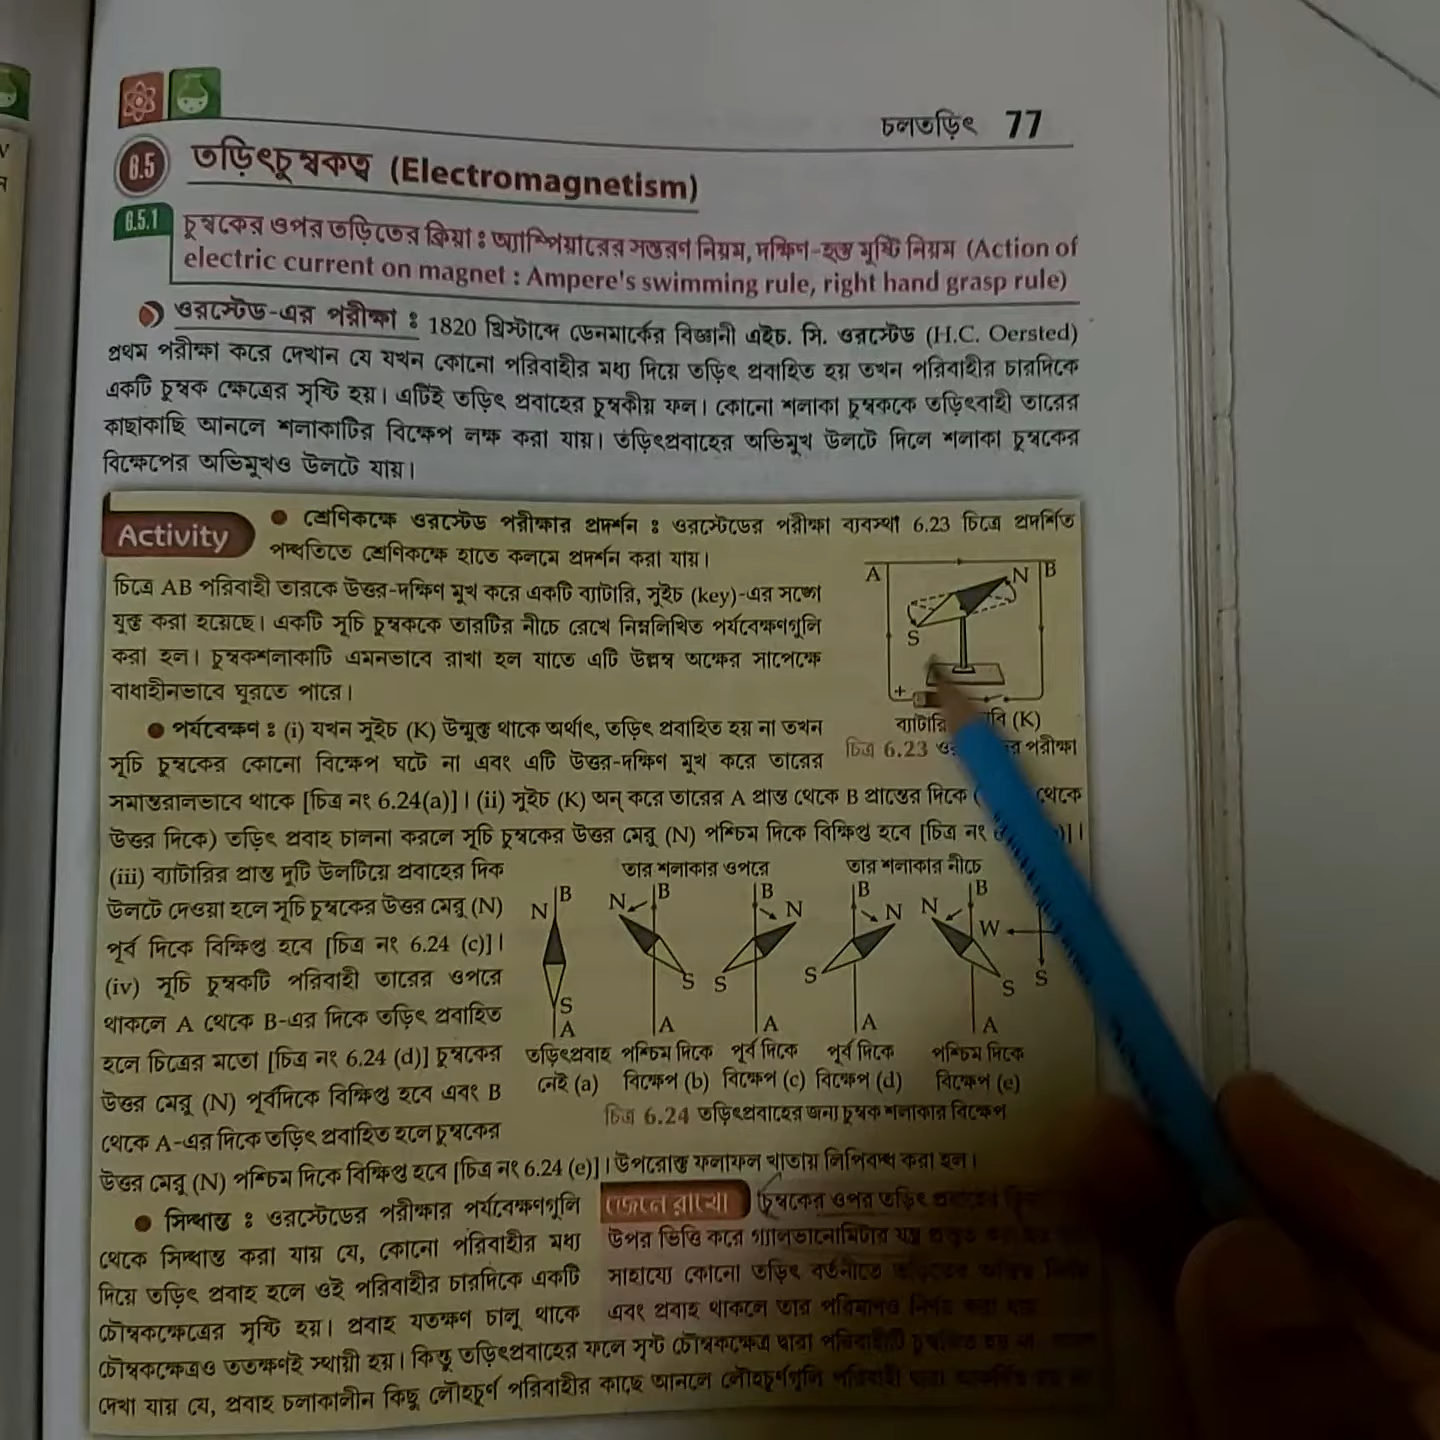 চলতড়িৎ 77
6.5 তড়িৎচুম্বকত্ব (Electromagnetism)
6.5.1 চুম্বকের ওপর তড়িতের ক্রিয়া : অ্যাম্পিয়ারের সন্তরণ নিয়ম, দক্ষিণ-হস্ত মুষ্টি নিয়ম (Action of
electric current on magnet : Ampere's swimming rule, right hand grasp rule)
ওরস্টেড-এর পরীক্ষা : 1820 খ্রিস্টাব্দে ডেনমার্কের বিজ্ঞানী এইচ. সি. ওরস্টেড (H.C. Oersted)
প্রথম পরীক্ষা করে দেখান যে যখন কোনো পরিবাহীর মধ্য দিয়ে তড়িৎ প্রবাহিত হয় তখন পরিবাহীর চারদিকে
একটি চুম্বক ক্ষেত্রের সৃষ্টি হয়। এটিই তড়িৎ প্রবাহের চুম্বকীয় ফল। কোনো শলাকা চুম্বককে তড়িৎবাহী তারের
কাছাকাছি আনলে শলাকাটির বিক্ষেপ লক্ষ করা যায়। তড়িৎপ্রবাহের অভিমুখ উলটে দিলে শলাকা চুম্বকের
বিক্ষেপের অভিমুখও উলটে যায়।
Activity
● শ্রেণিকক্ষে ওরস্টেড পরীক্ষার প্রদর্শন : ওরস্টেডের পরীক্ষা ব্যবস্থা 6.23 চিত্রে প্রদর্শিত
পদ্ধতিতে শ্রেণিকক্ষে হাতে কলমে প্রদর্শন করা যায়।
চিত্রে AB পরিবাহী তারকে উত্তর-দক্ষিণ মুখ করে একটি ব্যাটারি, সুইচ (key)-এর সঙ্গে
যুক্ত করা হয়েছে। একটি সূচি চুম্বককে তারটির নীচে রেখে নিম্নলিখিত পর্যবেক্ষণগুলি
করা হল। চুম্বকশলাকাটি এমনভাবে রাখা হল যাতে এটি উল্লম্ব অক্ষের সাপেক্ষে
বাধাহীনভাবে ঘুরতে পারে।
A N B
S
+
ব্যাটারি (K)
চিত্র 6.23 পরীক্ষা
● পর্যবেক্ষণ : (i) যখন সুইচ (K) উন্মুক্ত থাকে অর্থাৎ, তড়িৎ প্রবাহিত হয় না তখন
সূচি চুম্বকের কোনো বিক্ষেপ ঘটে না এবং এটি উত্তর-দক্ষিণ মুখ করে তারের
সমান্তরালভাবে থাকে [চিত্র নং 6.24(a)]। (ii) সুইচ (K) অন্ করে তারের A প্রান্ত থেকে B প্রান্তের দিকে ( থেকে
উত্তর দিকে) তড়িৎ প্রবাহ চালনা করলে সূচি চুম্বকের উত্তর মেরু (N) পশ্চিম দিকে বিক্ষিপ্ত হবে [চিত্র নং )]।
(iii) ব্যাটারির প্রান্ত দুটি উলটিয়ে প্রবাহের দিক
উলটে দেওয়া হলে সূচি চুম্বকের উত্তর মেরু (N)
পূর্ব দিকে বিক্ষিপ্ত হবে [চিত্র নং 6.24 (c)]।
(iv) সূচি চুম্বকটি পরিবাহী তারের ওপরে
থাকলে A থেকে B-এর দিকে তড়িৎ প্রবাহিত
হলে চিত্রের মতো [চিত্র নং 6.24 (d)] চুম্বকের
উত্তর মেরু (N) পূর্বদিকে বিক্ষিপ্ত হবে এবং B
থেকে A-এর দিকে তড়িৎ প্রবাহিত হলে চুম্বকের
উত্তর মেরু (N) পশ্চিম দিকে বিক্ষিপ্ত হবে [চিত্র নং 6.24 (e)]। উপরোক্ত ফলাফল খাতায় লিপিবদ্ধ করা হল।
তার শলাকার ওপরে তার শলাকার নীচে
B N N B B N B N N B
W
S S S S S S
A A A A A
তড়িৎপ্রবাহ পশ্চিম দিকে পূর্ব দিকে পূর্ব দিকে পশ্চিম দিকে
নেই (a) বিক্ষেপ (b) বিক্ষেপ (c) বিক্ষেপ (d) বিক্ষেপ (e)
চিত্র 6.24 তড়িৎপ্রবাহের জন্য চুম্বক শলাকার বিক্ষেপ
● সিদ্ধান্ত : ওরস্টেডের পরীক্ষার পর্যবেক্ষণগুলি
থেকে সিদ্ধান্ত করা যায় যে, কোনো পরিবাহীর মধ্য
দিয়ে তড়িৎ প্রবাহ হলে ওই পরিবাহীর চারদিকে একটি
চৌম্বকক্ষেত্রের সৃষ্টি হয়। প্রবাহ যতক্ষণ চালু থাকে
জেনে রাখো চুম্বকের ওপর তড়িৎ প্রবাহের
উপর ভিত্তি করে গ্যালভানোমিটার যন্ত্র প্রস্তুত
সাহায্যে কোনো তড়িৎ বর্তনীতে তড়িতের
এবং প্রবাহ থাকলে তার পরিমাণও নির্ণয় করা যায়
চৌম্বকক্ষেত্রও ততক্ষণই স্থায়ী হয়। কিন্তু তড়িৎপ্রবাহের ফলে সৃষ্ট চৌম্বকক্ষেত্র দ্বারা পরিবাহীটি
দেখা যায় যে, প্রবাহ চলাকালীন কিছু লৌহচূর্ণ পরিবাহীর কাছে আনলে লৌহচূর্ণগুলি